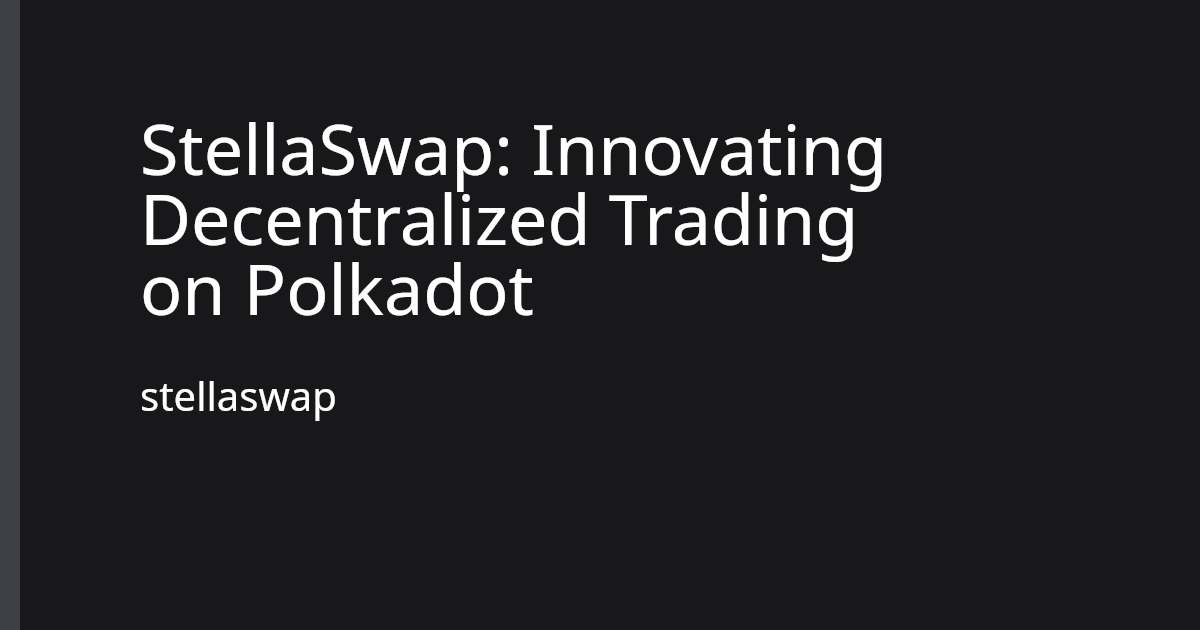 StellaSwap: Innovating
Decentralized Trading
on Polkadot
stellaswap